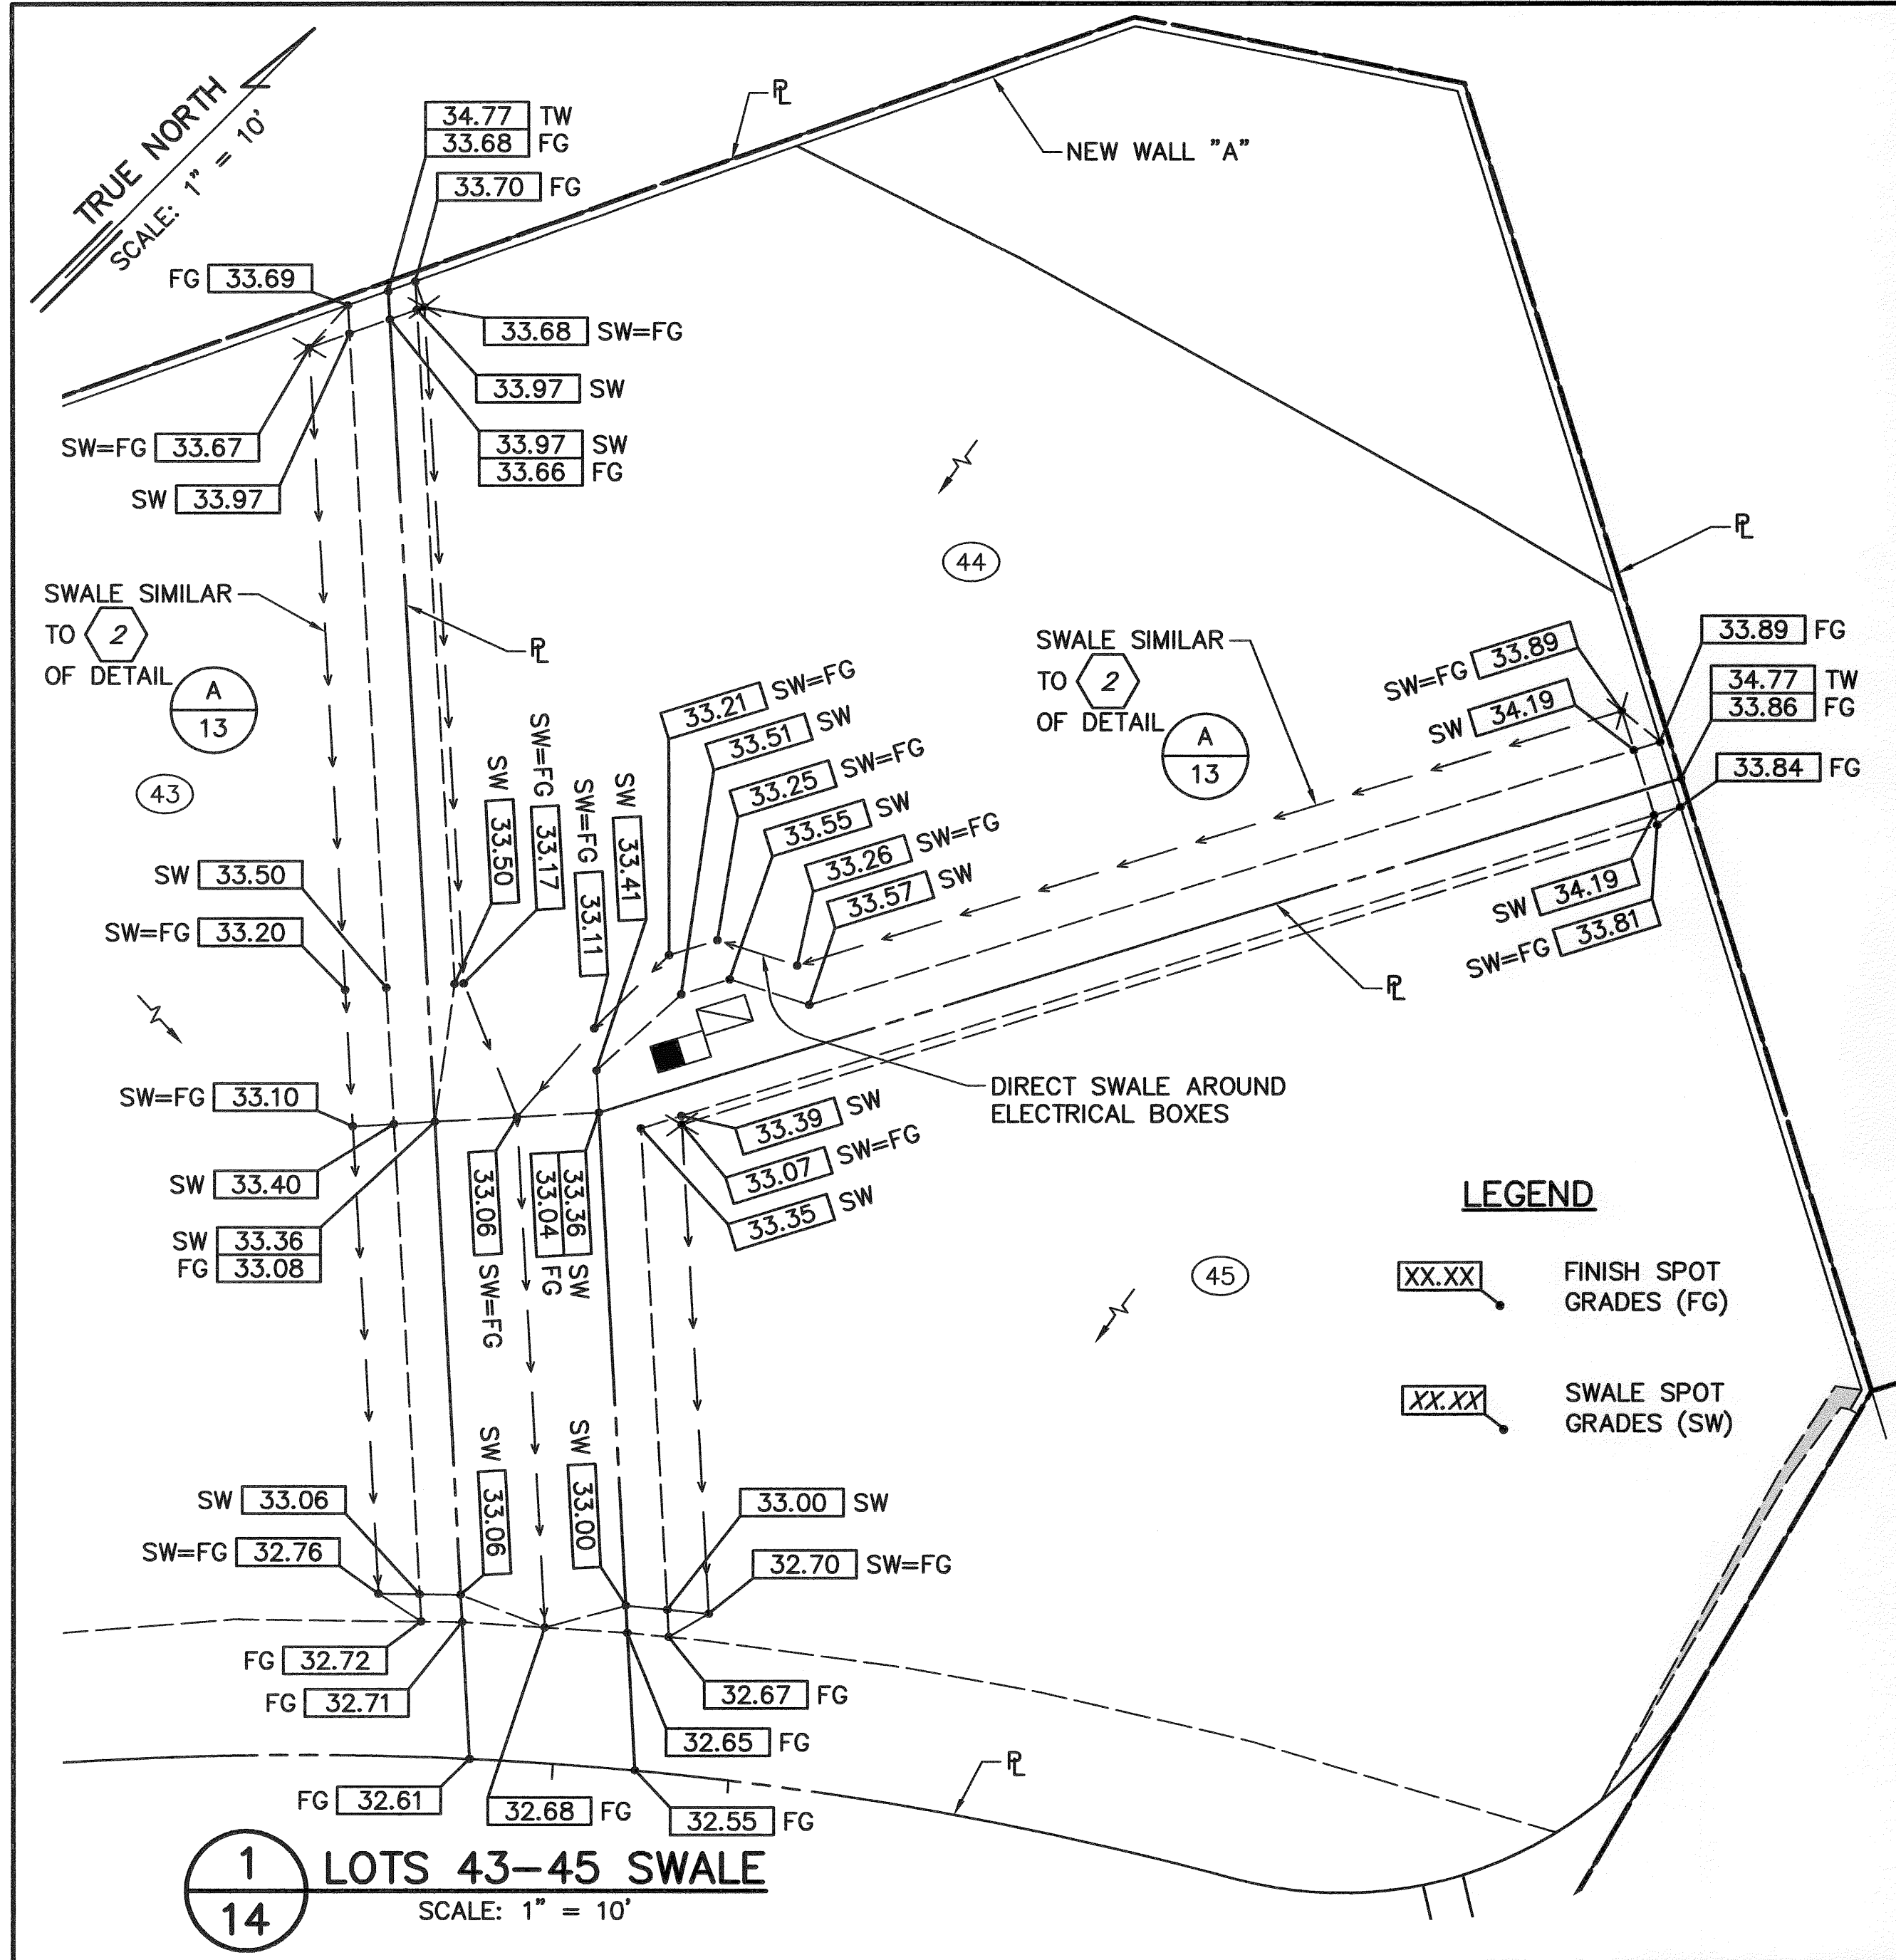 TRUE NORTH
SCALE: 1" = 10'
34.77 TW
33.68 FG
33.70 FG
℄
NEW WALL "A"
FG 33.69
33.68 SW=FG
33.97 SW
SW=FG 33.67
33.97 SW
33.66 FG
SW 33.97
44
SWALE SIMILAR
TO 2
OF DETAIL
A
13
43
SWALE SIMILAR
TO 2
OF DETAIL
A
13
33.89 FG
34.77 TW
33.86 FG
33.84 FG
SW=FG 33.89
SW 34.19
33.21 SW=FG
33.51 SW
33.25 SW=FG
33.55 SW
33.26 SW=FG
33.57 SW
SW 33.50
SW=FG 33.17
SW=FG 33.11
SW 33.41
SW 33.50
SW=FG 33.20
SW 34.19
SW=FG 33.81
DIRECT SWALE AROUND
ELECTRICAL BOXES
SW=FG 33.10
33.39 SW
33.07 SW=FG
33.35 SW
SW 33.40
SW 33.36
FG 33.08
33.06 SW=FG
33.04 FG
33.36 SW
45
LEGEND
XX.XX FINISH SPOT
GRADES (FG)
XX.XX SWALE SPOT
GRADES (SW)
SW 33.06
SW 33.00
SW 33.06
SW=FG 32.76
33.00 SW
32.70 SW=FG
FG 32.72
FG 32.71
32.67 FG
32.65 FG
FG 32.61
32.68 FG
32.55 FG
1
14
LOTS 43-45 SWALE
SCALE: 1" = 10'